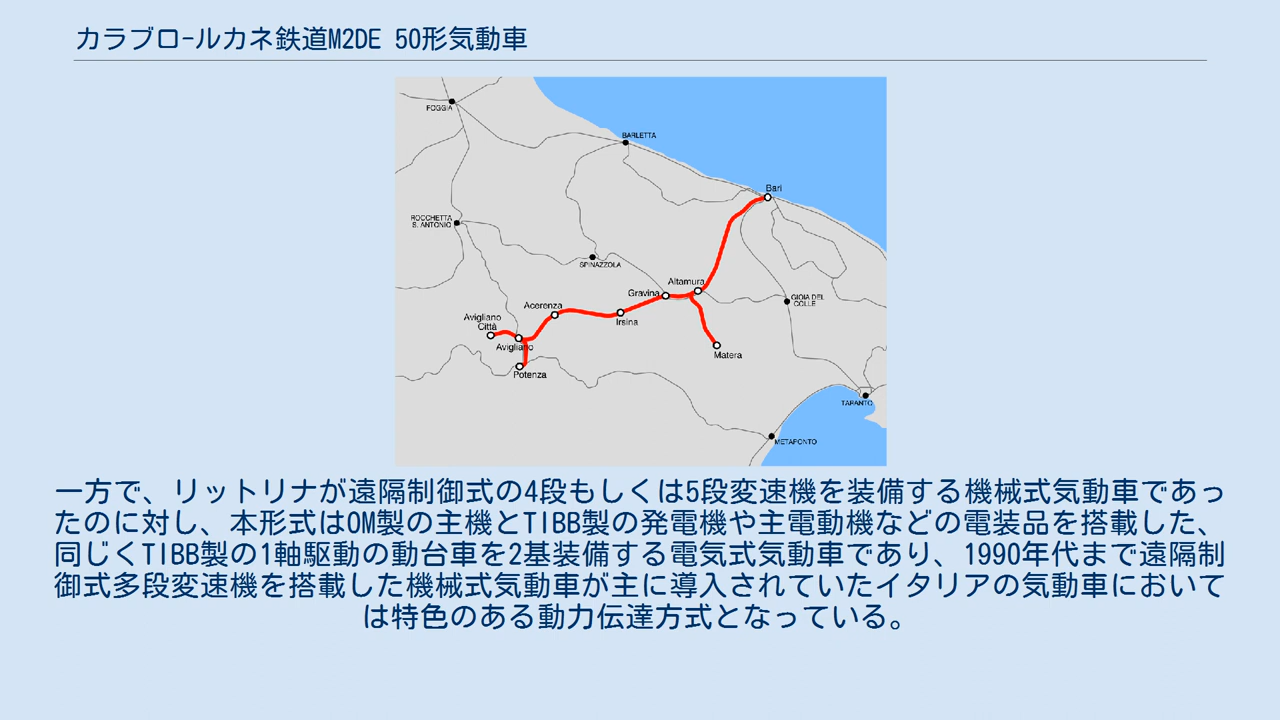 カラブロールカネ鉄道M2DE 50形気動車
FOGGIA
BARLETTA
Bari
ROCCHETTA
S. ANTONIO
SPINAZZOLA
Altamura
Gravina
GIOIA DEL
COLLE
Acerenza
Irsina
Avigliano
Città
Avigliano
Matera
Potenza
TARANTO
METAPONTO
一方で、リットリナが遠隔制御式の4段もしくは5段変速機を装備する機械式気動車であっ
たのに対し、本形式はOM製の主機とTIBB製の発電機や主電動機などの電装品を搭載した、
同じくTIBB製の1軸駆動の動台車を2基装備する電気式気動車であり、1990年代まで遠隔制
御式多段変速機を搭載した機械式気動車が主に導入されていたイタリアの気動車において
は特色のある動力伝達方式となっている。